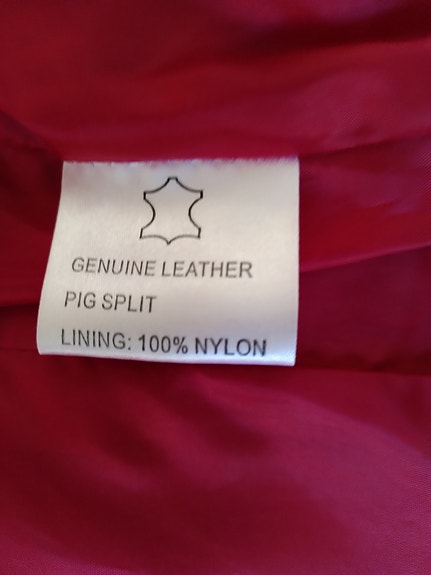 GENUINE LEATHER
PIG SPLIT
LINING: 100% NYLON